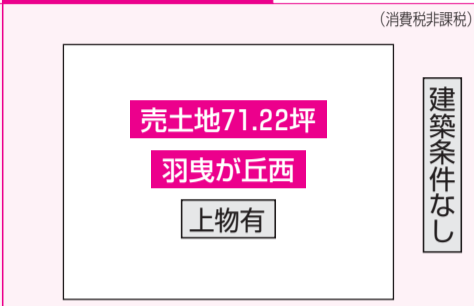 (消費税非課税)
売土地71.22坪
羽曳が丘西
上物有
建築条件なし